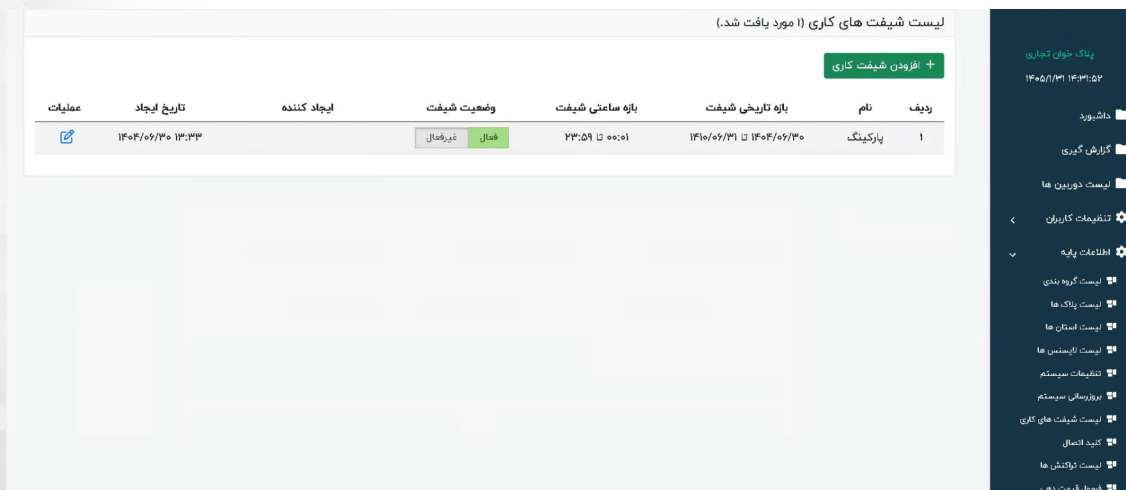 لیست شیفت های کاری (۱ مورد یافت شد.)
+ افزودن شیفت کاری
ردیف نام بازه تاریخی شیفت بازه ساعتی شیفت وضعیت شیفت ایجاد کننده تاریخ ایجاد عملیات
۱ پارکینگ ۱۴۰۴/۰۶/۳۰ تا ۱۴۱۰/۰۶/۳۱ ۰۰:۰۱ تا ۲۳:۵۹ فعال غیرفعال ۱۴۰۴/۰۶/۳۰ ۱۳:۳۳
پلاک خوان تجاری
۱۴۰۵/۱/۳۱ ۱۴:۳۱:۵۲
داشبورد
گزارش گیری
لیست دوربین ها
تنظیمات کاربران
اطلاعات پایه
لیست گروه بندی
لیست پلاک ها
لیست استان ها
لیست لایسنس ها
تنظیمات سیستم
بروزرسانی سیستم
لیست شیفت های کاری
کلید اتصال
لیست تراکنش ها
فرمول قیمت دهی